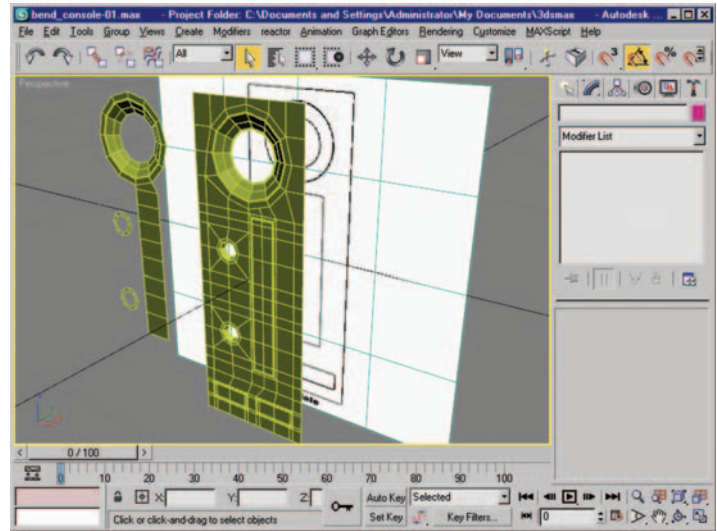 bend_console-01.max - Project Folder: C:\Documents and Settings\Administrator\My Documents\3dsmax - Autodesk ...
File Edit Tools Group Views Create Modifiers reactor Animation Graph Editors Rendering Customize MAXScript Help
All View
Perspective
Modifier List
0 / 100
0 10 20 30 40 50 60 70 80 90 100
X: Y: Z: Auto Key Selected
Click or click-and-drag to select objects Set Key Key Filters... 0